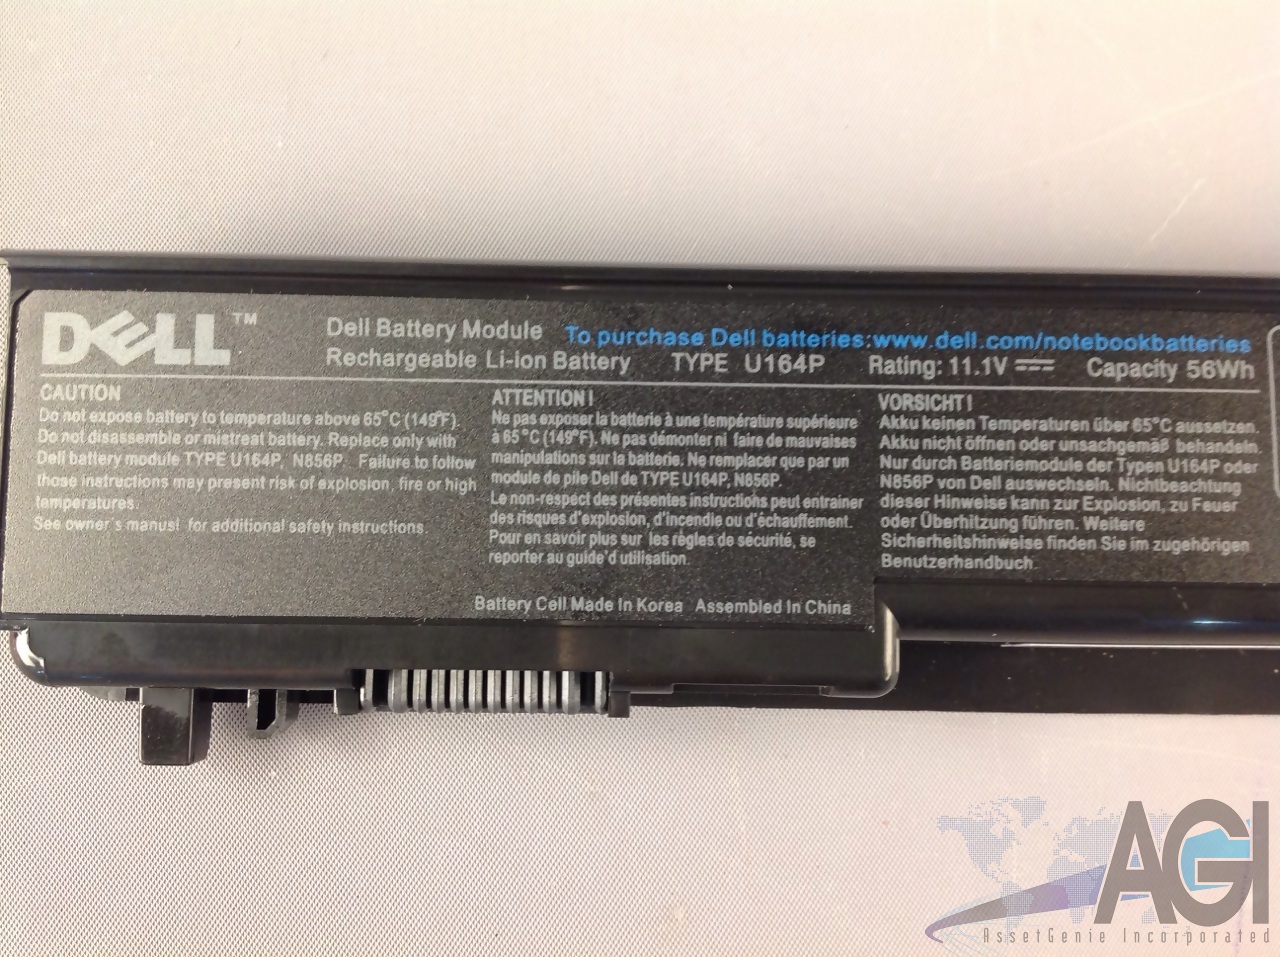 DELL™
Dell Battery Module
To purchase Dell batteries:www.dell.com/notebookbatteries
Rechargeable Li-ion Battery TYPE U164P Rating: 11.1V Capacity 56Wh
CAUTION
Do not expose battery to temperature above 65°C (149°F).
Do not disassemble or mistreat battery. Replace only with
Dell battery module TYPE U164P, N856P. Failure to follow
those instructions may present risk of explosion, fire or high
temperatures.
See owner's manusl for additional safety instructions.
ATTENTION!
Ne pas exposer la batterie à une température supérieure
à 65°C (149°F). Ne pas démonter ni faire de mauvaises
manipulations sur la batterie. Ne remplacer que par un
module de pile Dell de TYPE U164P, N856P.
Le non-respect des présentes instructions peut entrainer
des risques d'explosion, d'incendie ou d'échauffement.
Pour en savoir plus sur les règles de sécurité, se
reporter au guide d'utilisation.
VORSICHT!
Akku keinen Temperaturen über 65°C aussetzen.
Akku nicht öffnen oder unsachgemäß behandeln.
Nur durch Batteriemodule der Typen U164P oder
N856P von Dell auswechseln. Nichtbeachtung
dieser Hinweise kann zur Explosion, zu Feuer
oder Überhitzung führen. Weitere
Sicherheitshinweise finden Sie im zugehörigen
Benutzerhandbuch.
Battery Cell Made In Korea Assembled In China
AGI
AssetGenie Incorporated